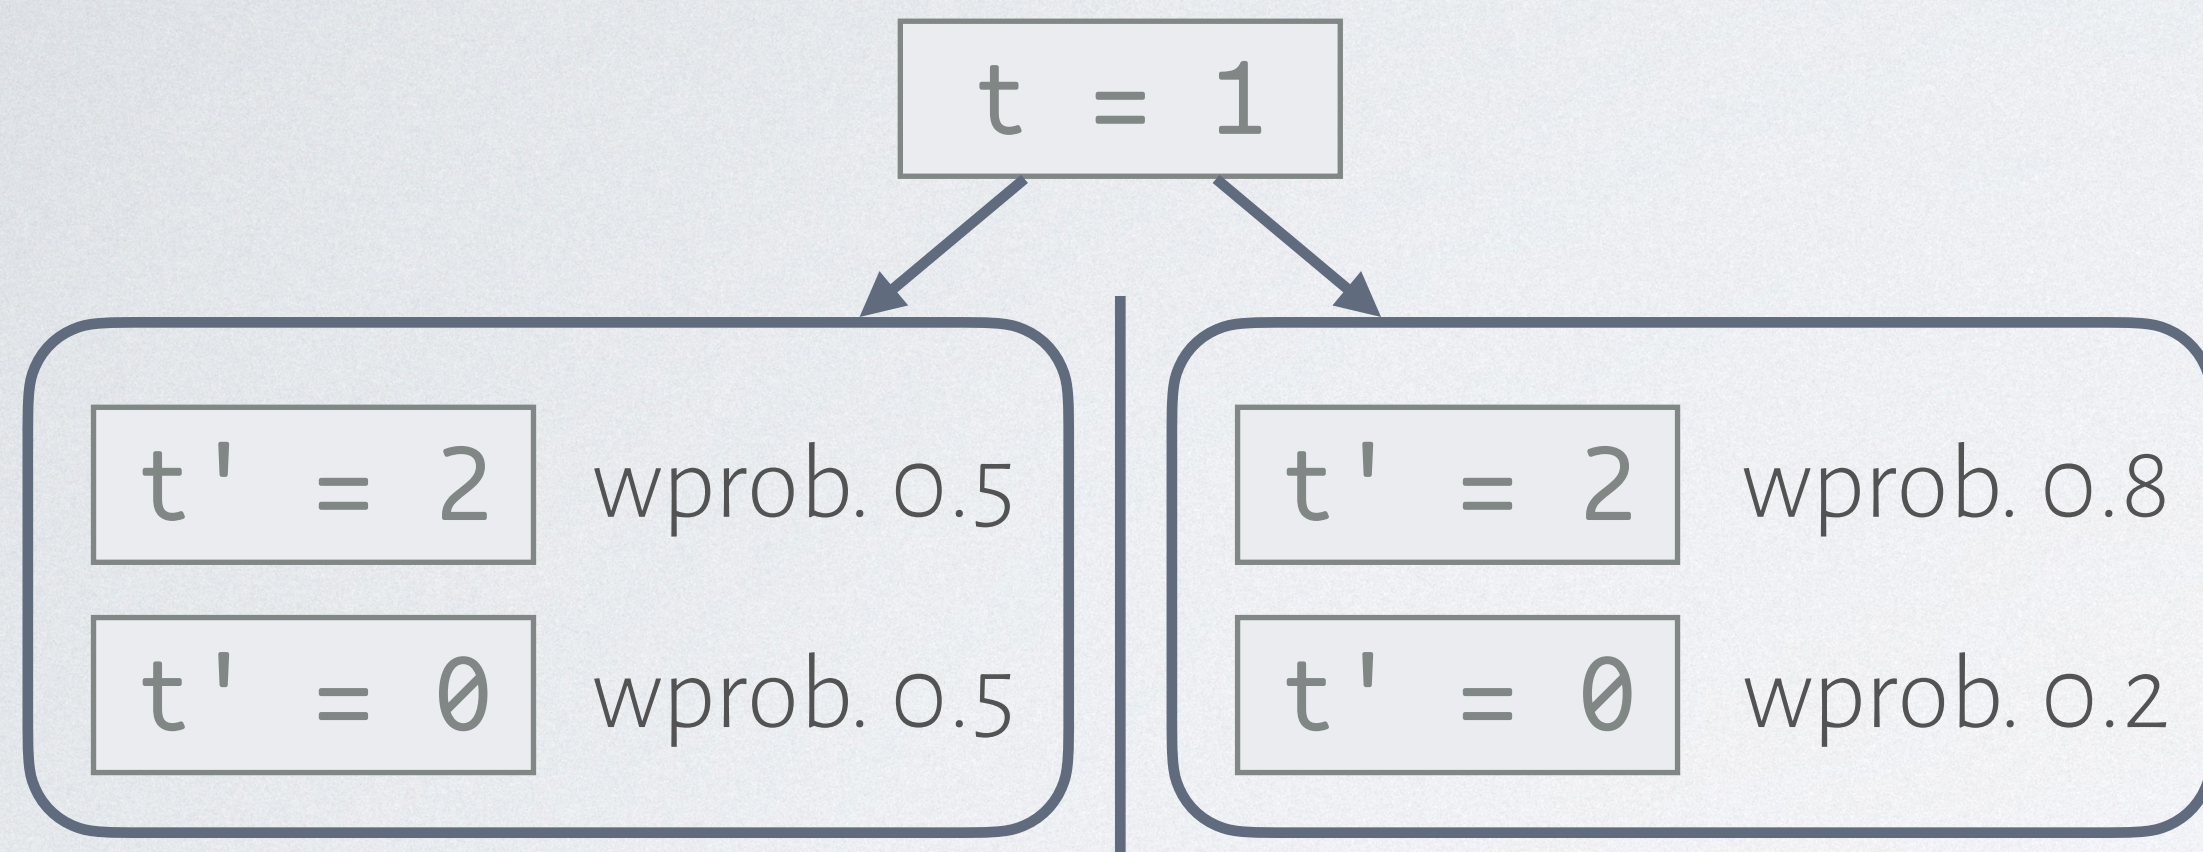 t = 1
t' = 2 wprob. 0.5
t' = 0 wprob. 0.5
t' = 2 wprob. 0.8
t' = 0 wprob. 0.2